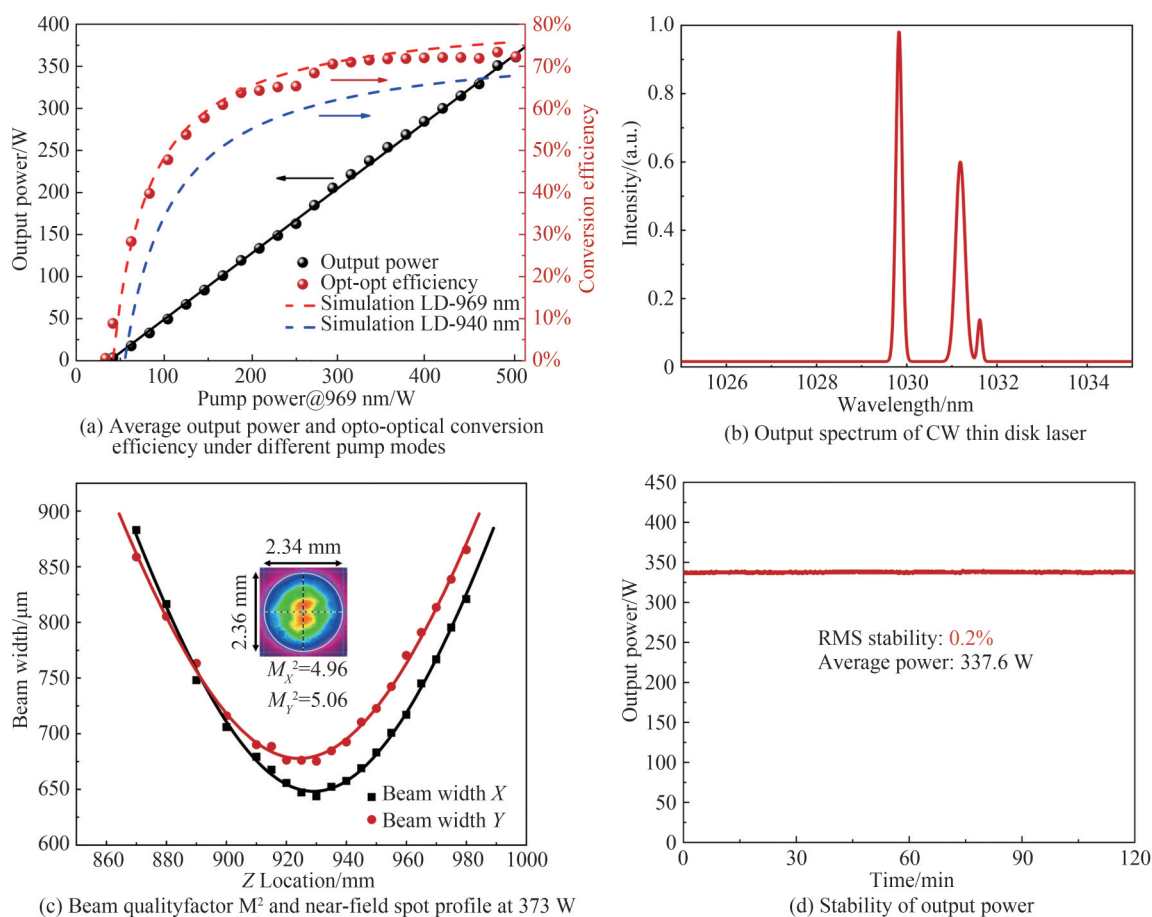 400
350
300
250
200
150
100
50
0
Output power/W
80%
70%
60%
50%
40%
30%
20%
10%
0%
Conversion efficiency
Output power
Opt-opt efficiency
Simulation LD-969 nm
Simulation LD-940 nm
0 100 200 300 400 500
Pump power@969 nm/W
(a) Average output power and opto-optical conversion
efficiency under different pump modes
1.0
0.8
0.6
0.4
0.2
0
Intensity/(a.u.)
1026 1028 1030 1032 1034
Wavelength/nm
(b) Output spectrum of CW thin disk laser
900
850
800
750
700
650
600
Beam width/μm
2.34 mm
2.36 mm
M_X²=4.96
M_Y²=5.06
Beam width X
Beam width Y
860 880 900 920 940 960 980 1000
Z Location/mm
(c) Beam qualityfactor M² and near-field spot profile at 373 W
450
400
350
300
250
200
150
100
50
0
Output power/W
RMS stability: 0.2%
Average power: 337.6 W
0 30 60 90 120
Time/min
(d) Stability of output power